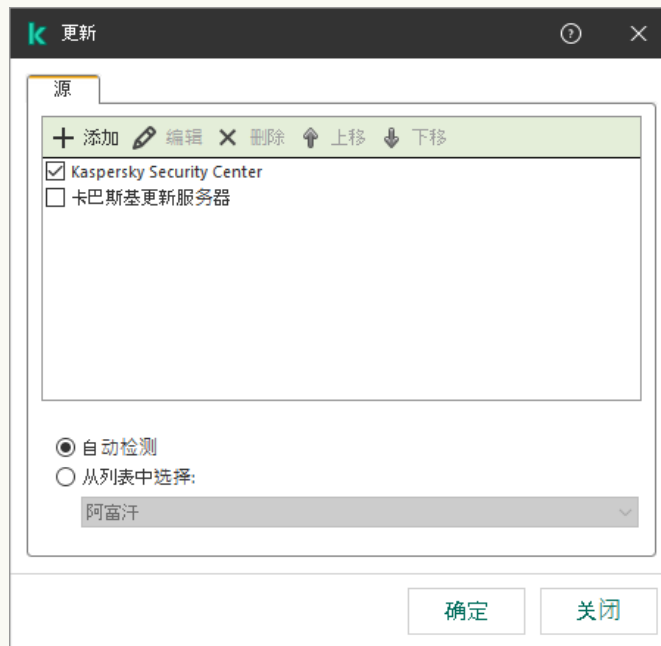 更新
源
添加 编辑 删除 上移 下移
Kaspersky Security Center
卡巴斯基更新服务器
自动检测
从列表中选择:
阿富汗
确定 关闭